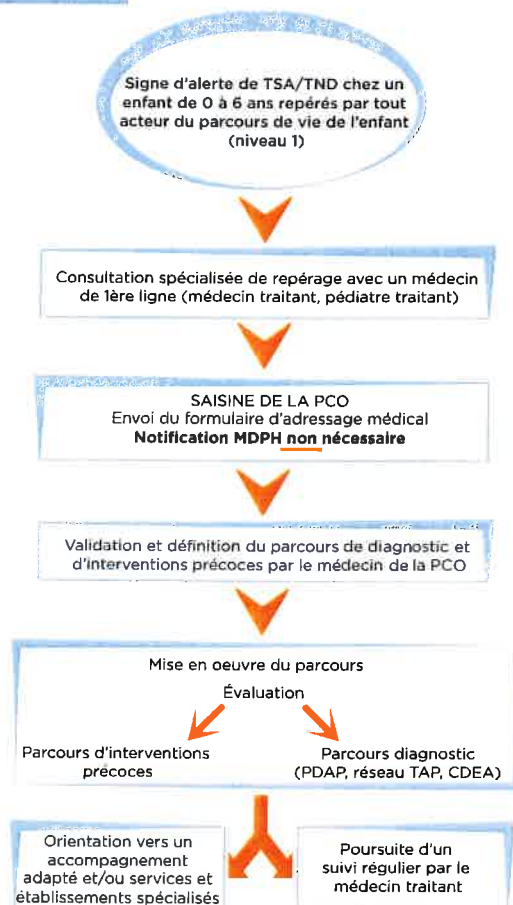 Signe d'alerte de TSA/TND chez un
enfant de 0 à 6 ans repérés par tout
acteur du parcours de vie de l'enfant
(niveau 1)
Consultation spécialisée de repérage avec un médecin
de 1ère ligne (médecin traitant, pédiatre traitant)
SAISINE DE LA PCO
Envoi du formulaire d'adressage médical
Notification MDPH non nécessaire
Validation et définition du parcours de diagnostic et
d'interventions précoces par le médecin de la PCO
Mise en oeuvre du parcours
Évaluation
Parcours d'interventions
précoces
Parcours diagnostic
(PDAP, réseau TAP, CDEA)
Orientation vers un
accompagnement
adapté et/ou services et
établissements spécialisés
Poursuite d'un
suivi régulier par le
médecin traitant